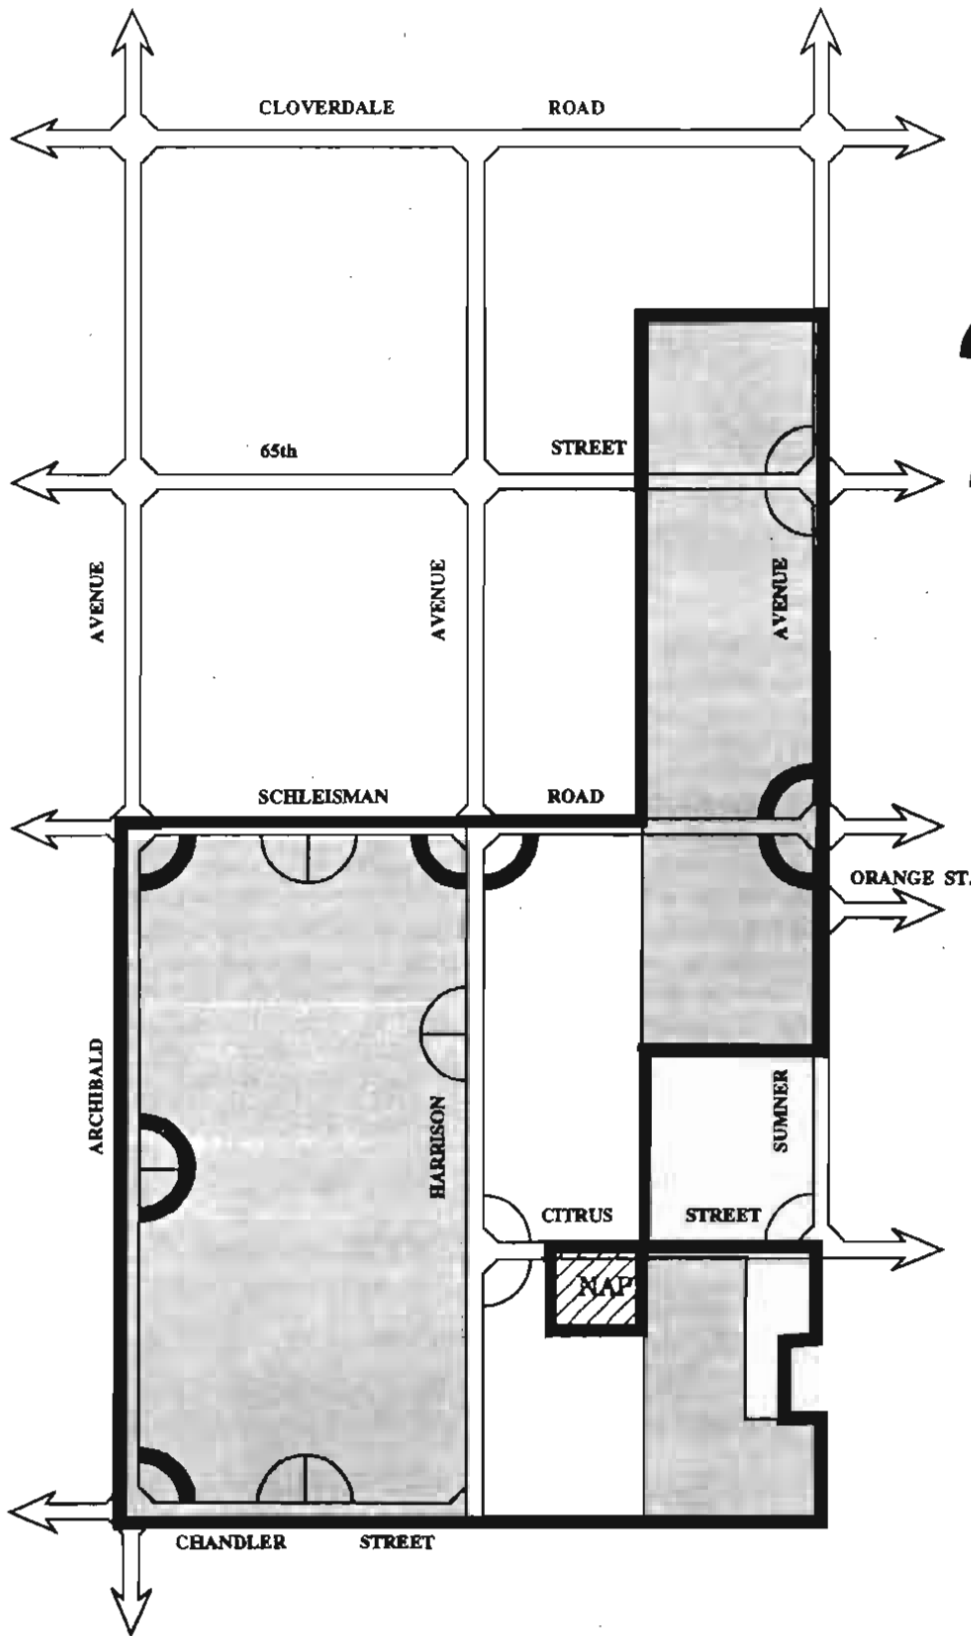 CLOVERDALE ROAD
65th STREET
AVENUE
AVENUE
AVENUE
SCHLEISMAN ROAD
ORANGE ST.
ARCHIBALD
HARRISON
SUMNER
CITRUS STREET
NAP
CHANDLER STREET